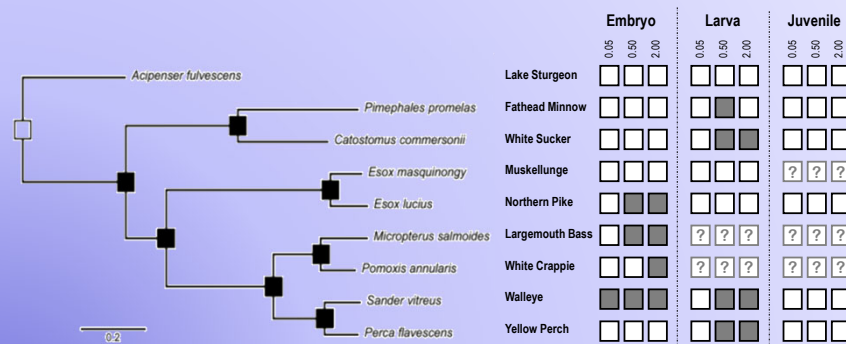 Embryo Larva Juvenile
0.05 0.50 2.00 0.05 0.50 2.00 0.05 0.50 2.00
Acipenser fulvescens Lake Sturgeon
Pimephales promelas Fathead Minnow
Catostomus commersonii White Sucker
Esox masquinongy Muskellunge ? ? ?
Esox lucius Northern Pike
Micropterus salmoides Largemouth Bass ? ? ? ? ? ?
Pomoxis annularis White Crappie ? ? ? ? ? ?
Sander vitreus Walleye
Perca flavescens Yellow Perch
0.2